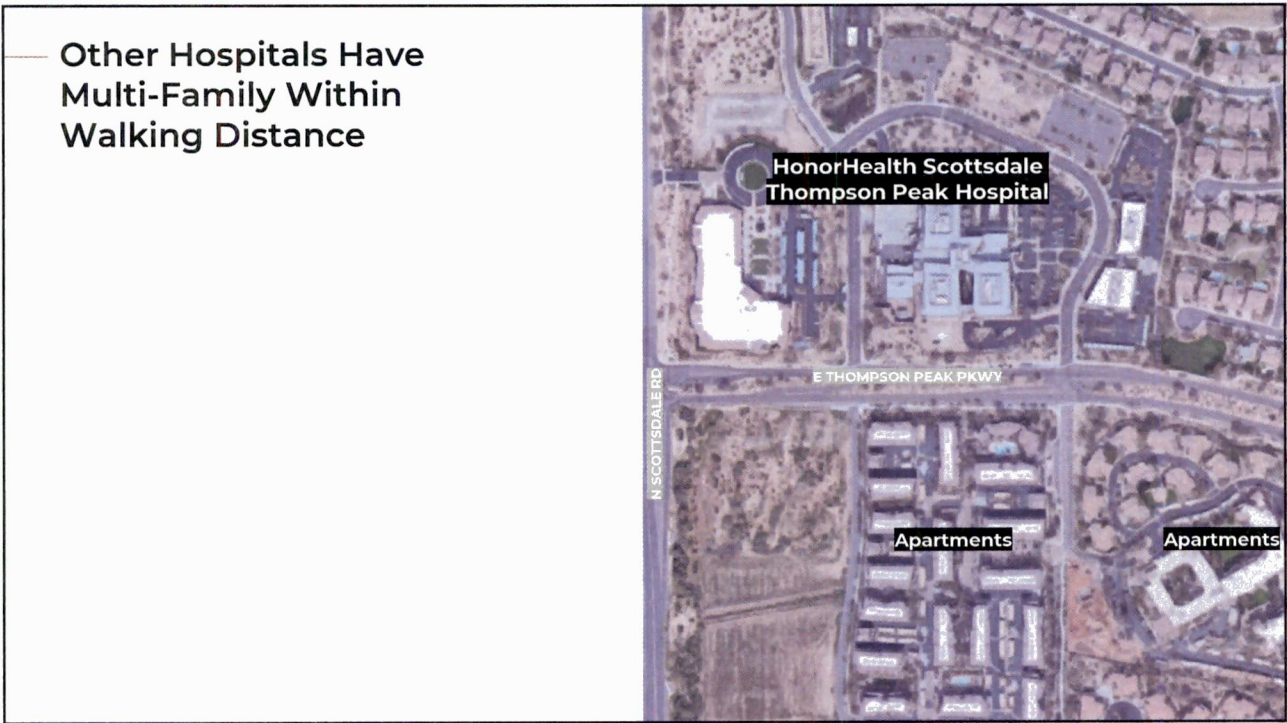 Other Hospitals Have
Multi-Family Within
Walking Distance
HonorHealth Scottsdale
Thompson Peak Hospital
E THOMPSON PEAK PKWY
N SCOTTSDALE RD
Apartments
Apartments